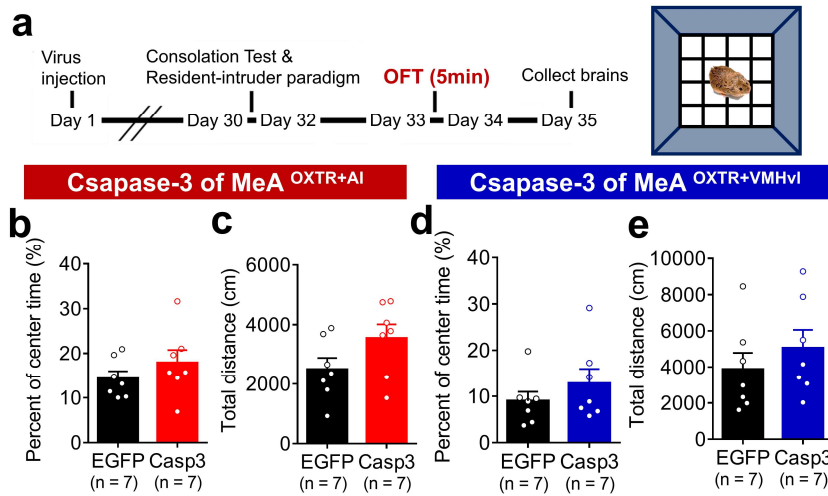 a
Virus
injection
Consolation Test &
Resident-intruder paradigm
OFT (5min)
Collect brains
Day 1 Day 30 Day 32 Day 33 Day 34 Day 35
Csapase-3 of MeA OXTR+AI
Csapase-3 of MeA OXTR+VMHvl
b
Percent of center time (%)
40
30
20
10
0
EGFP Casp3
(n = 7) (n = 7)
c
Total distance (cm)
6000
4000
2000
0
EGFP Casp3
(n = 7) (n = 7)
d
Percent of center time (%)
40
30
20
10
0
EGFP Casp3
(n = 7) (n = 7)
e
Total distance (cm)
10000
8000
6000
4000
2000
0
EGFP Casp3
(n = 7) (n = 7)